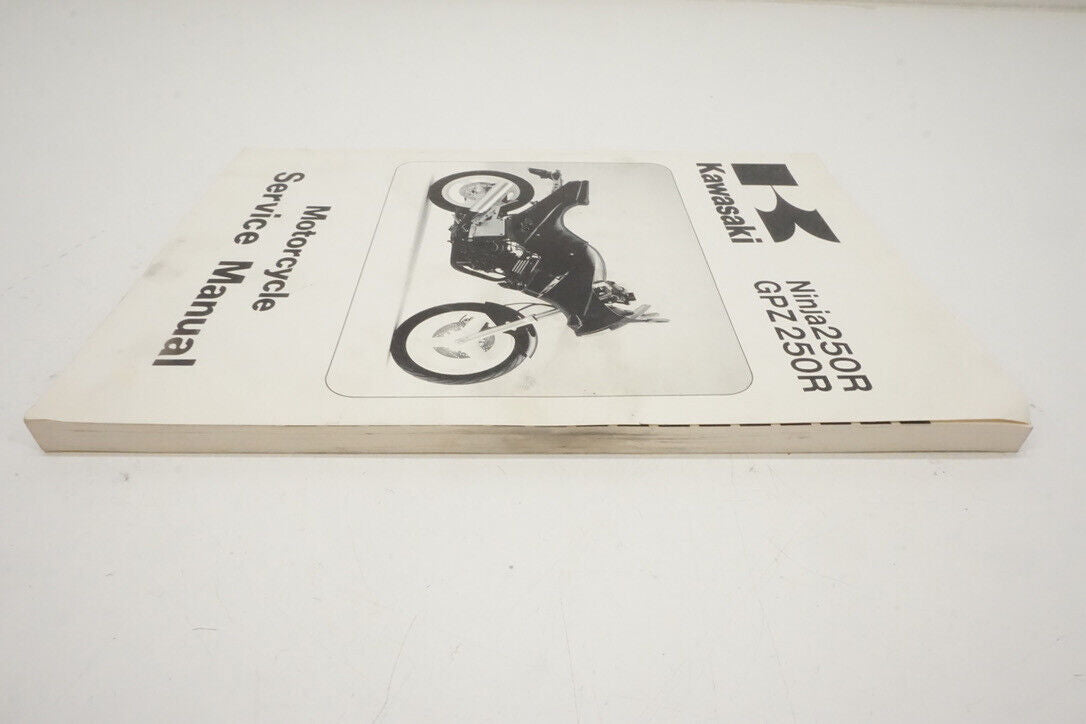 Kawasaki
Ninja250R
GPZ250R
Motorcycle
Service Manual